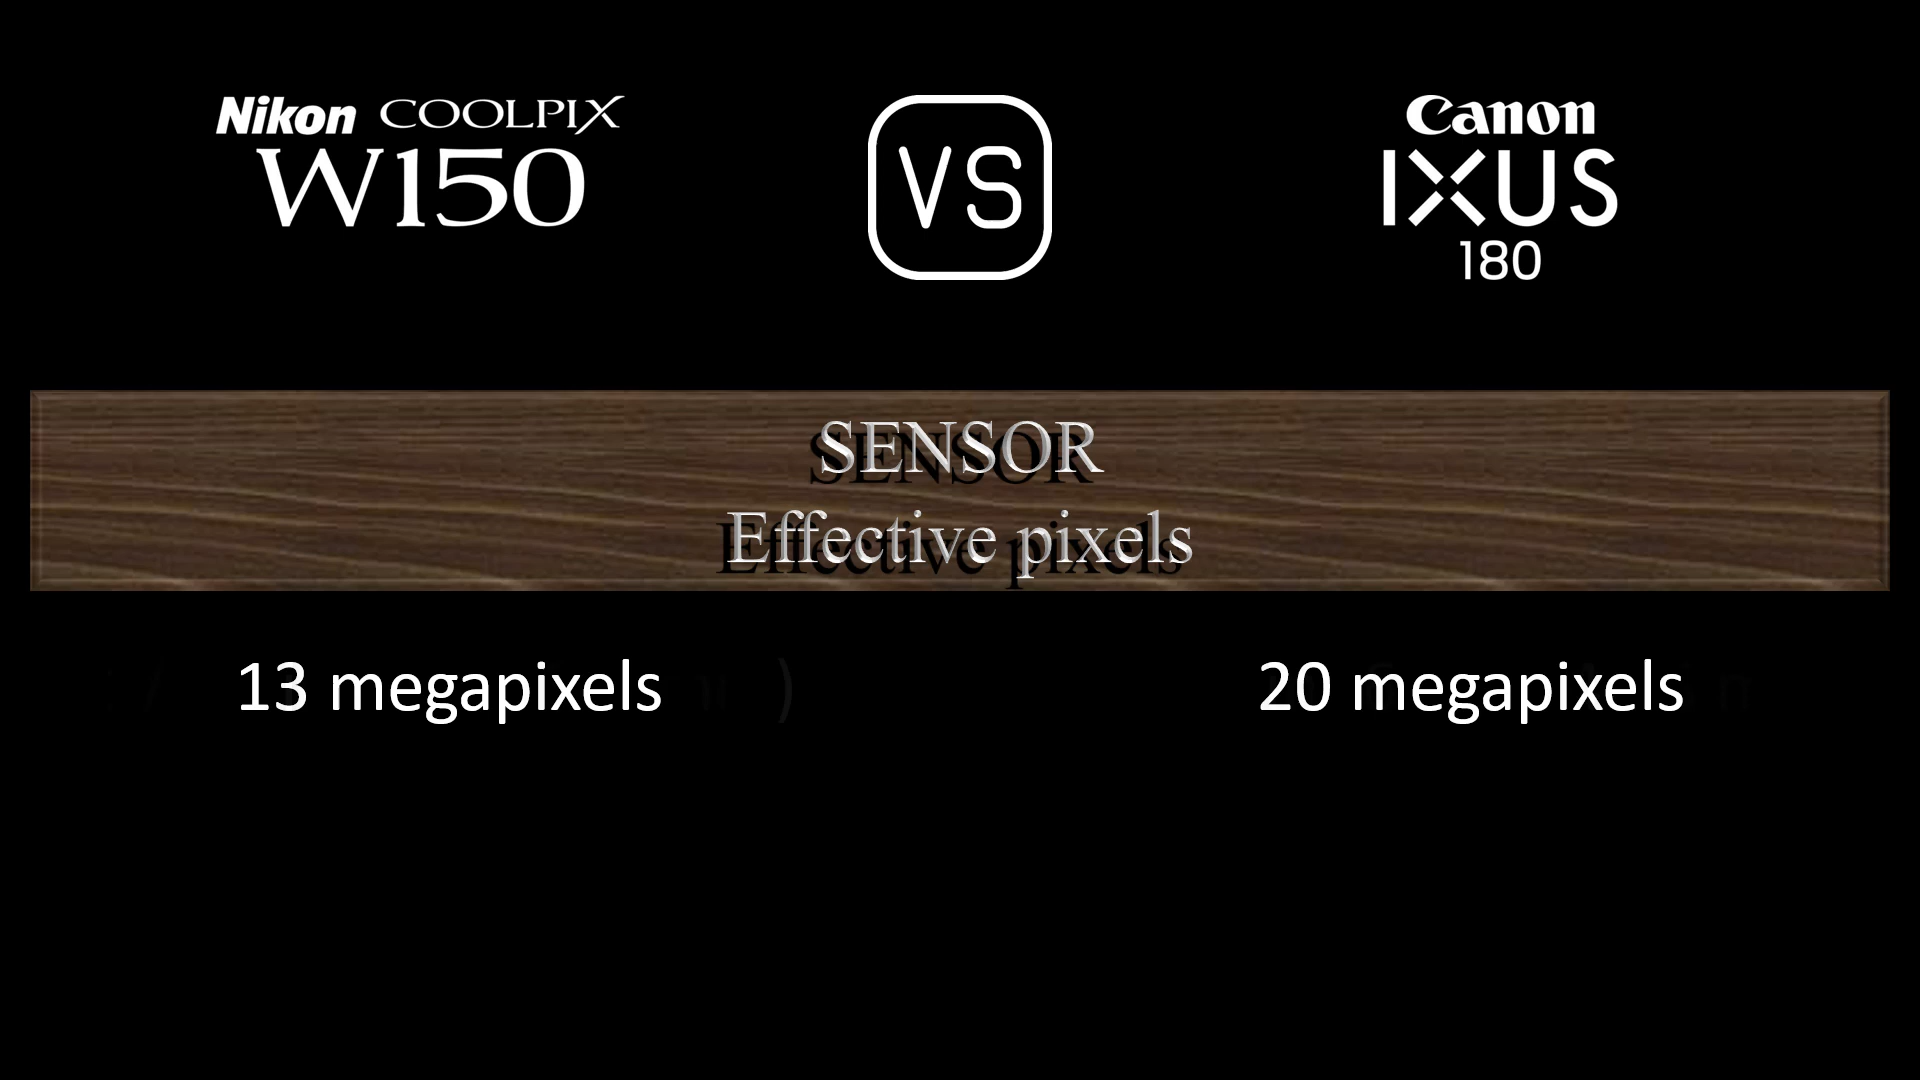 Nikon COOLPIX
W150
VS
Canon
IXUS
180
SENSOR
Effective pixels
13 megapixels
20 megapixels